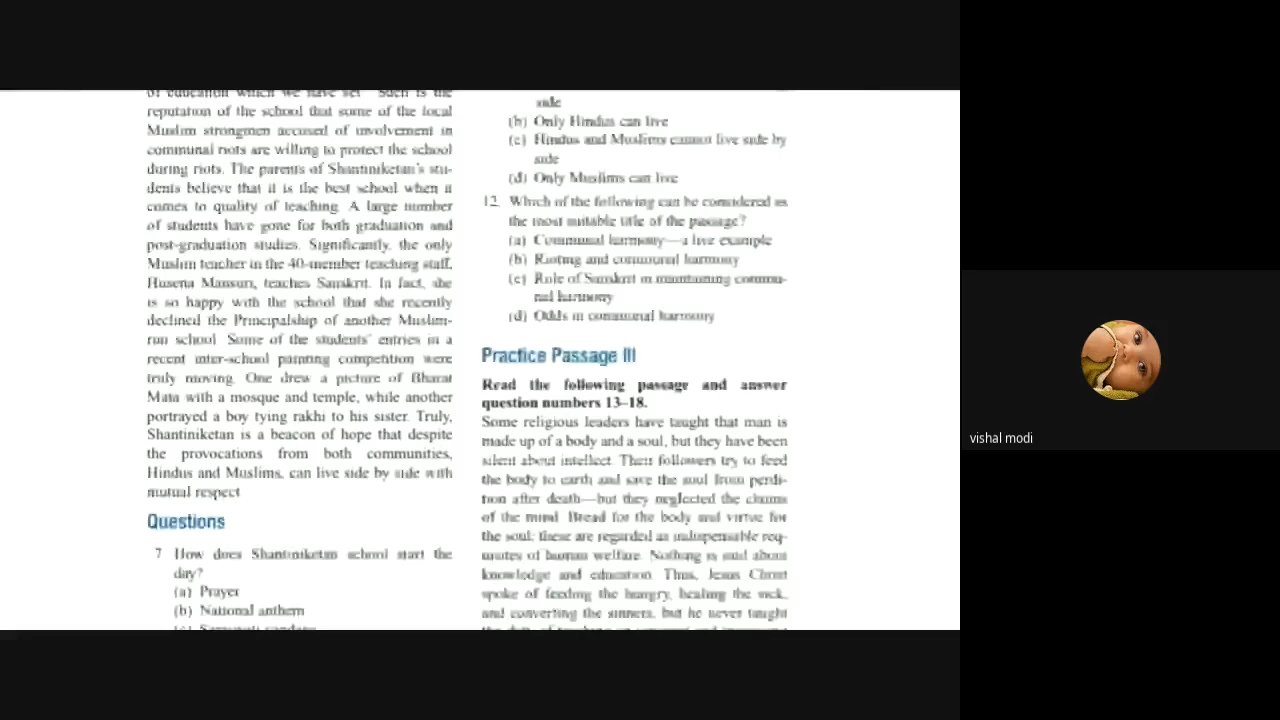 of education which we have set. Such is the
reputation of the school that some of the local
Muslim strongmen accused of involvement in
communal riots are willing to protect the school
during riots. The parents of Shantiniketan's stu-
dents believe that it is the best school when it
comes to quality of teaching. A large number
of students have gone for both graduation and
post-graduation studies. Significantly, the only
Muslim teacher in the 40-member teaching staff,
Husena Mansuri, teaches Sanskrit. In fact, she
is so happy with the school that she recently
declined the Principalship of another Muslim-
run school. Some of the students' entries in a
recent inter-school painting competition were
truly moving. One drew a picture of Bharat
Mata with a mosque and temple, while another
portrayed a boy tying rakhi to his sister. Truly,
Shantiniketan is a beacon of hope that despite
the provocations from both communities,
Hindus and Muslims, can live side by side with
mutual respect
Questions
7 How does Shantiniketan school start the
day?
(a) Prayer
(b) National anthem
side
(b) Only Hindus can live
(c) Hindus and Muslims cannot live side by
side
(d) Only Muslims can live
12. Which of the following can be considered as
the most suitable title of the passage?
(a) Communal harmony—a live example
(b) Rioting and communal harmony
(c) Role of Sanskrit in maintaining commu-
nal harmony
(d) Odds in communal harmony
Practice Passage III
Read the following passage and answer
question numbers 13–18.
Some religious leaders have taught that man is
made up of a body and a soul, but they have been
silent about intellect. Their followers try to feed
the body to earth and save the soul from perdi-
tion after death—but they neglected the claims
of the mind. Bread for the body and virtue for
the soul; these are regarded as indispensable req-
uisites of human welfare. Nothing is said about
knowledge and education. Thus, Jesus Christ
spoke of feeding the hungry, healing the sick,
and converting the sinners, but he never taught
vishal modi